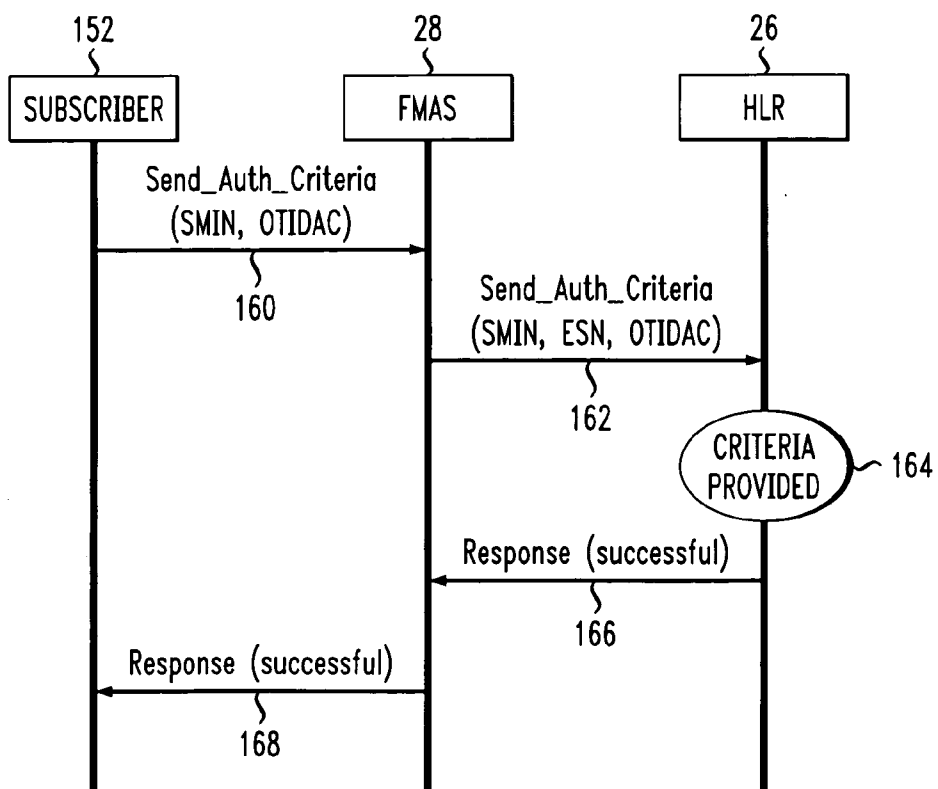 152
28
26
SUBSCRIBER
FMAS
HLR
Send_Auth_Criteria
(SMIN, OTIDAC)
160
Send_Auth_Criteria
(SMIN, ESN, OTIDAC)
162
CRITERIA
PROVIDED
164
Response (successful)
166
Response (successful)
168